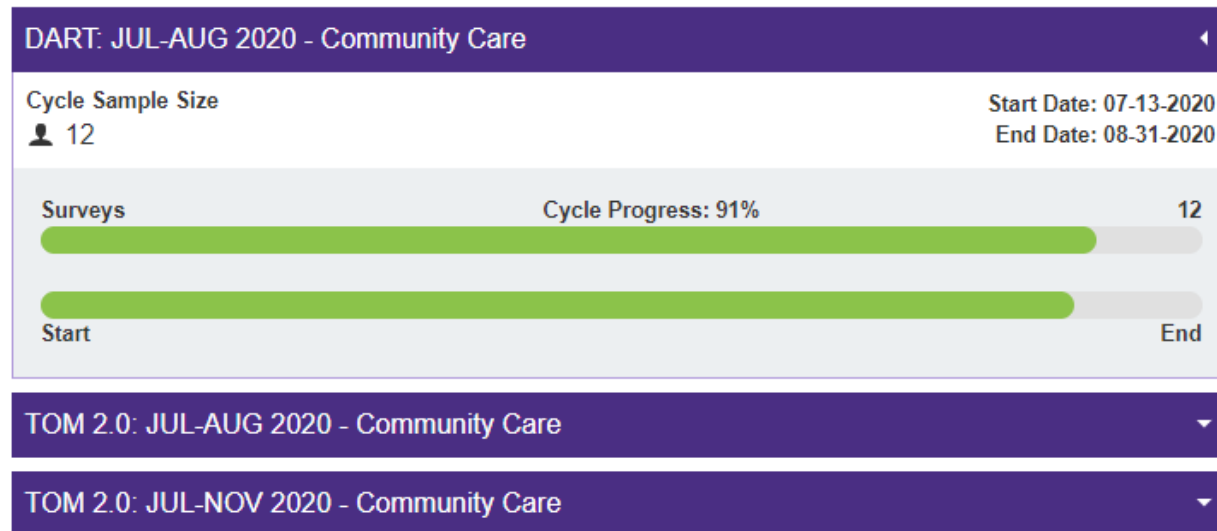 DART: JUL-AUG 2020 - Community Care
Cycle Sample Size
12
Start Date: 07-13-2020
End Date: 08-31-2020
Surveys Cycle Progress: 91% 12
Start End
TOM 2.0: JUL-AUG 2020 - Community Care
TOM 2.0: JUL-NOV 2020 - Community Care